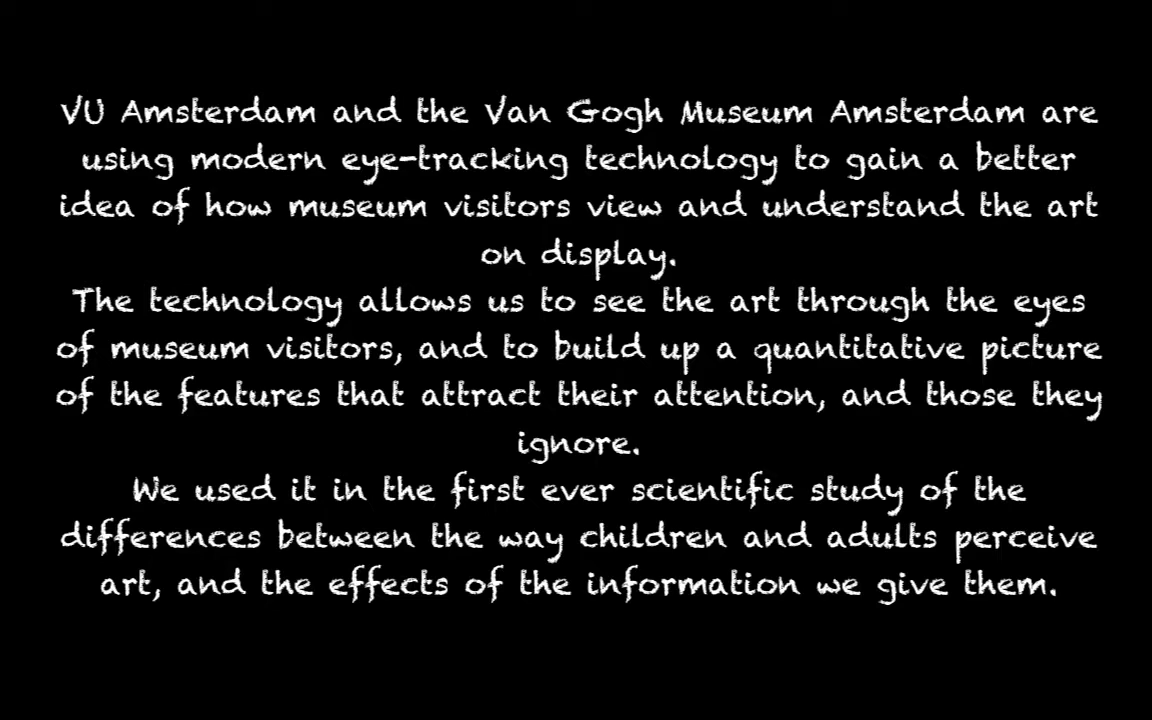 VU Amsterdam and the Van Gogh Museum Amsterdam are
using modern eye-tracking technology to gain a better
idea of how museum visitors view and understand the art
on display.
The technology allows us to see the art through the eyes
of museum visitors, and to build up a quantitative picture
of the features that attract their attention, and those they
ignore.
We used it in the first ever scientific study of the
differences between the way children and adults perceive
art, and the effects of the information we give them.